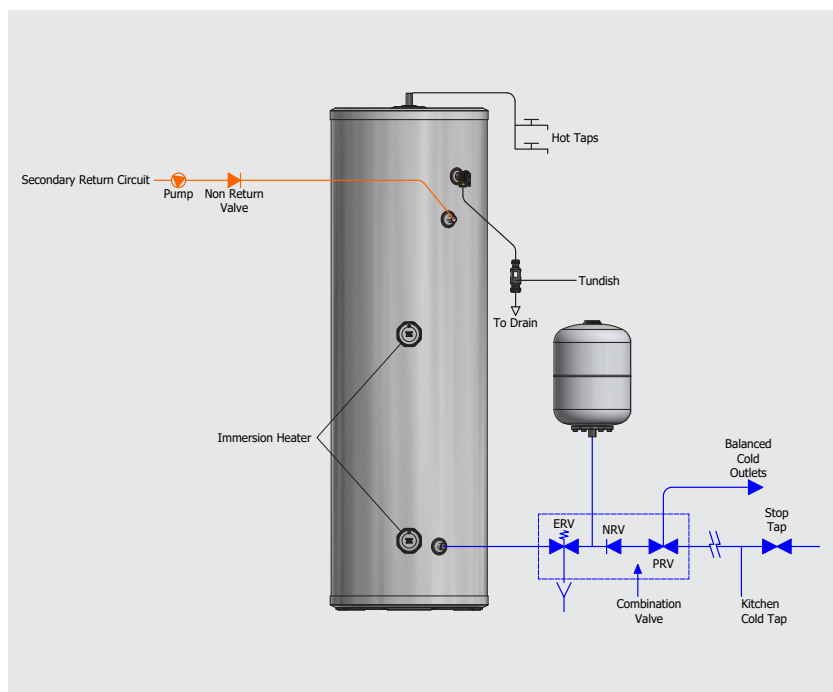 Hot Taps
Secondary Return Circuit
Pump
Non Return
Valve
Tundish
To Drain
Immersion Heater
Balanced
Cold
Outlets
ERV
NRV
PRV
Stop
Tap
Combination
Valve
Kitchen
Cold Tap